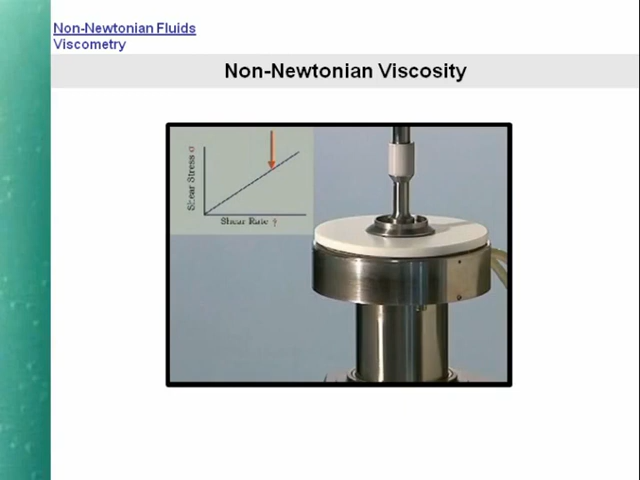 Non-Newtonian Fluids
Viscometry
Non-Newtonian Viscosity
Shear Stress σ
Shear Rate γ̇